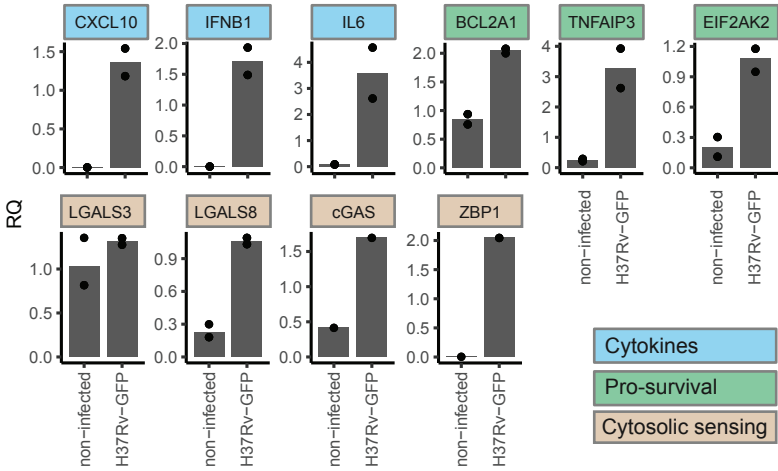 CXCL10 IFNB1 IL6 BCL2A1 TNFAIP3 EIF2AK2
1.5 1.0 0.5 0.0
2.0 1.5 1.0 0.5 0.0
4 3 2 1 0
2.0 1.5 1.0 0.5 0.0
4 3 2 1 0
1.2 0.9 0.6 0.3 0.0
non-infected H37Rv-GFP non-infected H37Rv-GFP
RQ
LGALS3 LGALS8 cGAS ZBP1
1.0 0.5 0.0
0.9 0.6 0.3 0.0
1.5 1.0 0.5 0.0
2.0 1.5 1.0 0.5 0.0
non-infected H37Rv-GFP non-infected H37Rv-GFP non-infected H37Rv-GFP non-infected H37Rv-GFP
Cytokines
Pro-survival
Cytosolic sensing